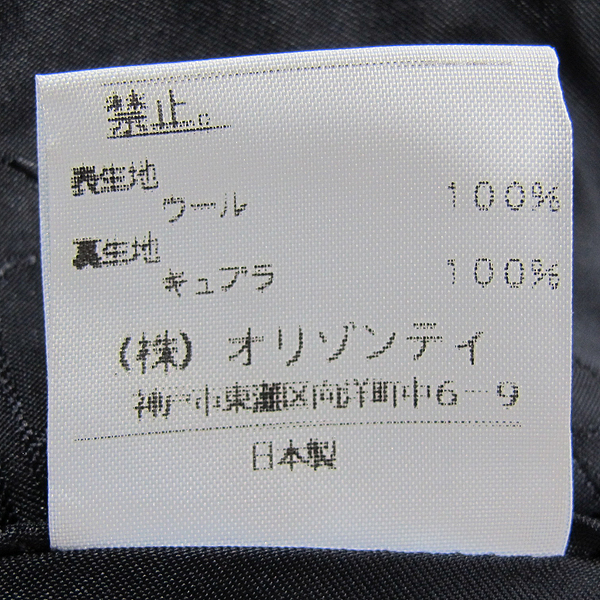 禁止。
表生地
ウール 100%
裏生地
キュプラ 100%
(株) オリゾンティ
神戸市東灘区向洋町中6-9
日本製